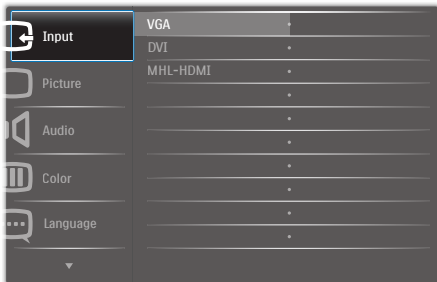 Input
Picture
Audio
Color
Language
VGA
DVI
MHL-HDMI